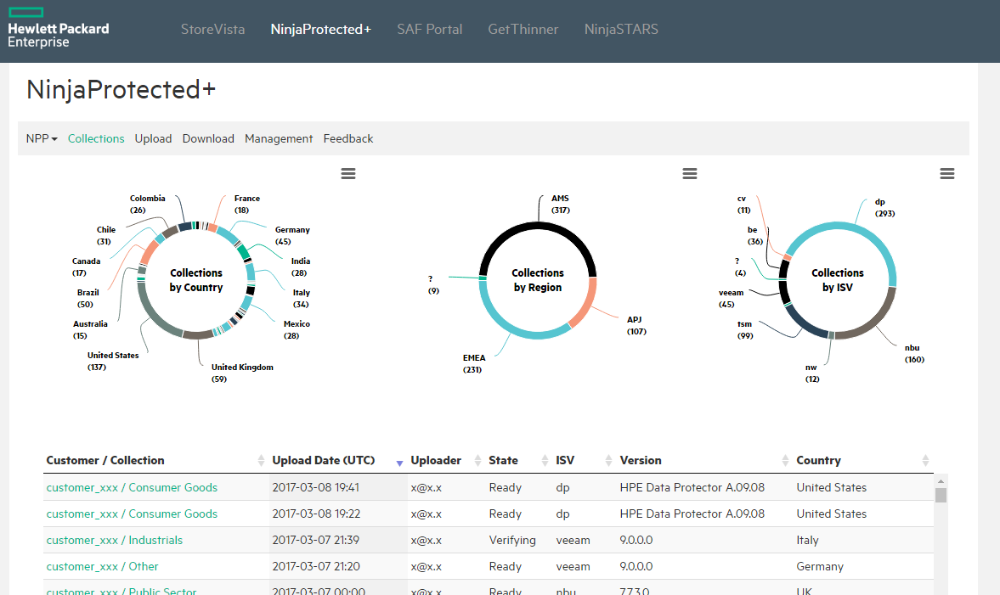 Hewlett Packard
Enterprise
StoreVista NinjaProtected+ SAF Portal GetThinner NinjaSTARS
NinjaProtected+
NPP Collections Upload Download Management Feedback
Collections
by Country
Colombia
(26)
France
(18)
Chile
(31)
Germany
(45)
Canada
(17)
India
(28)
Brazil
(50)
Italy
(34)
Australia
(15)
Mexico
(28)
United States
(137)
United Kingdom
(59)
Collections
by Region
AMS
(317)
?
(9)
APJ
(107)
EMEA
(231)
Collections
by ISV
cv
(11)
dp
(293)
be
(36)
?
(4)
veeam
(45)
tsm
(99)
nbu
(160)
nw
(12)
Customer / Collection Upload Date (UTC) Uploader State ISV Version Country
customer_xxx / Consumer Goods 2017-03-08 19:41 x@x.x Ready dp HPE Data Protector A.09.08 United States
customer_xxx / Consumer Goods 2017-03-08 19:22 x@x.x Ready dp HPE Data Protector A.09.08 United States
customer_xxx / Industrials 2017-03-07 21:39 x@x.x Verifying veeam 9.0.0.0 Italy
customer_xxx / Other 2017-03-07 21:20 x@x.x Ready veeam 9.0.0.0 Germany
customer_xxx / Public Sector 2017-03-07 00:00 x@x.x Ready nbu 7.7.3.0 UK